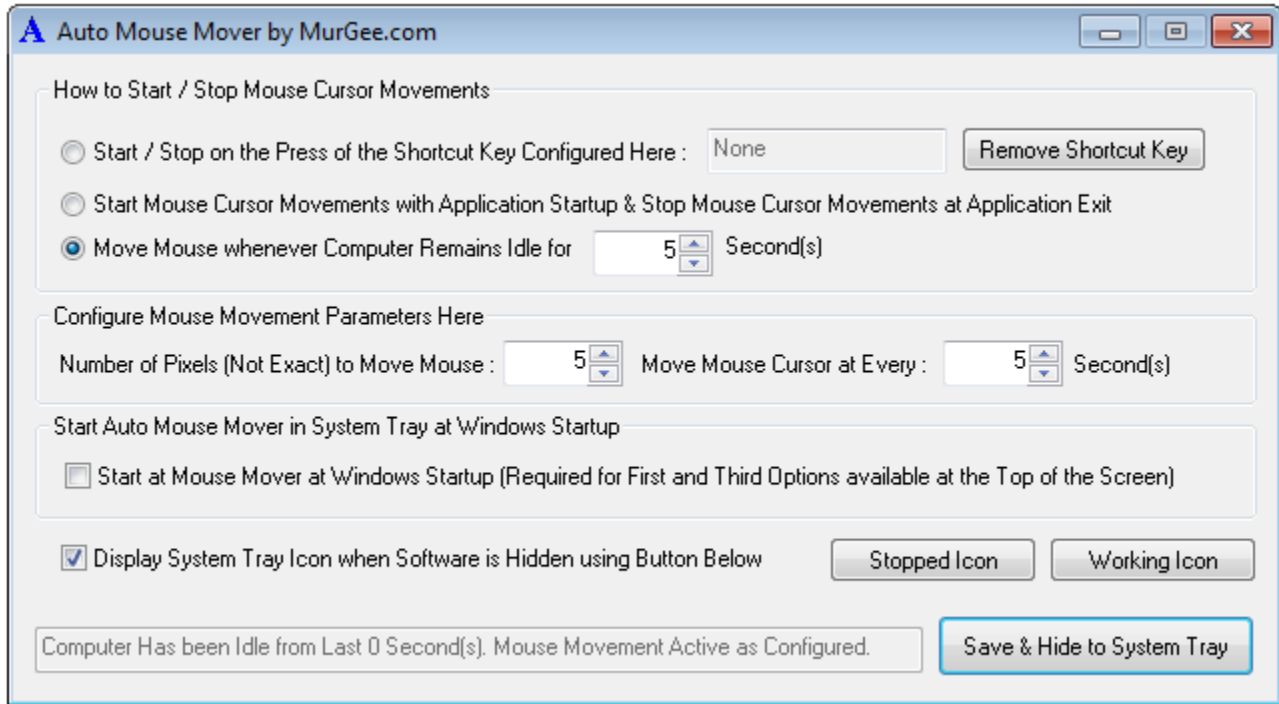 A Auto Mouse Mover by MurGee.com
How to Start / Stop Mouse Cursor Movements
Start / Stop on the Press of the Shortcut Key Configured Here : None Remove Shortcut Key
Start Mouse Cursor Movements with Application Startup & Stop Mouse Cursor Movements at Application Exit
Move Mouse whenever Computer Remains Idle for 5 Second(s)
Configure Mouse Movement Parameters Here
Number of Pixels (Not Exact) to Move Mouse : 5 Move Mouse Cursor at Every : 5 Second(s)
Start Auto Mouse Mover in System Tray at Windows Startup
Start at Mouse Mover at Windows Startup (Required for First and Third Options available at the Top of the Screen)
Display System Tray Icon when Software is Hidden using Button Below Stopped Icon Working Icon
Computer Has been Idle from Last 0 Second(s). Mouse Movement Active as Configured. Save & Hide to System Tray